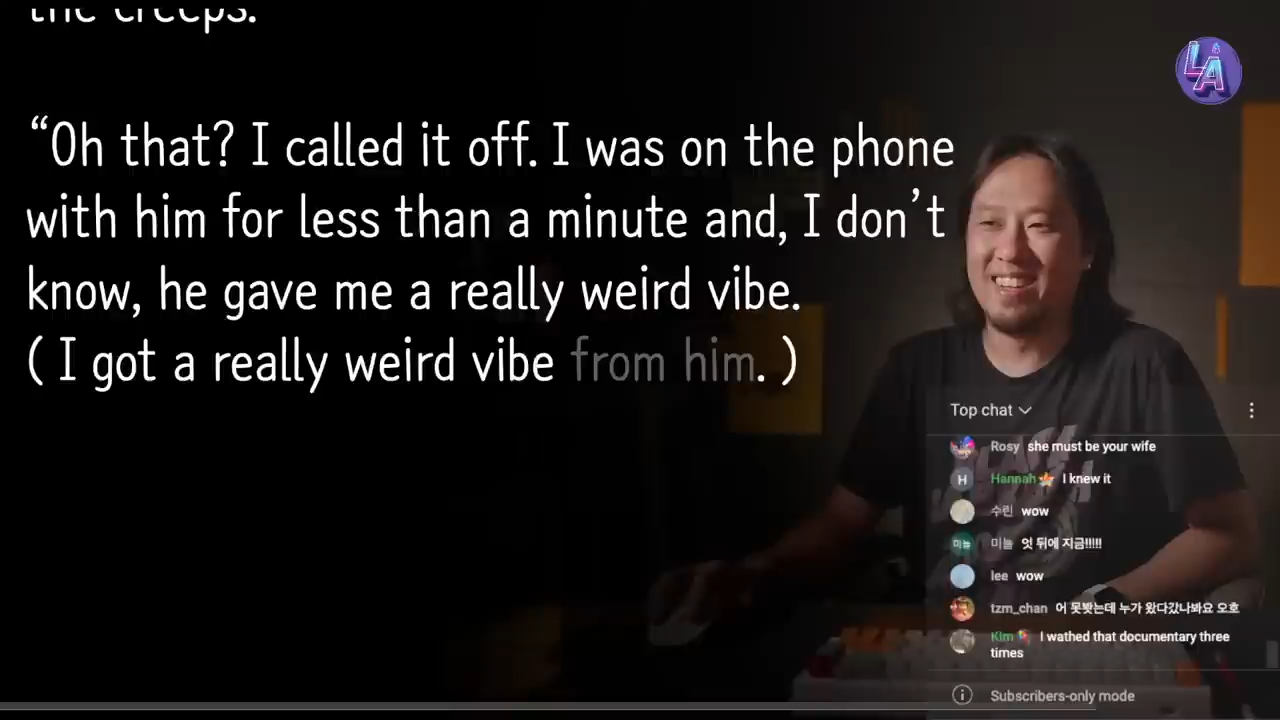 the creeps.
“Oh that? I called it off. I was on the phone
with him for less than a minute and, I don’t
know, he gave me a really weird vibe.
( I got a really weird vibe from him. )
LA
Top chat
Rosy she must be your wife
H Hannah I knew it
수린 wow
미늘 미늘 엇 뒤에 지금!!!!!
lee wow
tzm_chan 어 못봣는데 누가 왔다갔나봐요 오호
Kim I wathed that documentary three
times
Subscribers-only mode